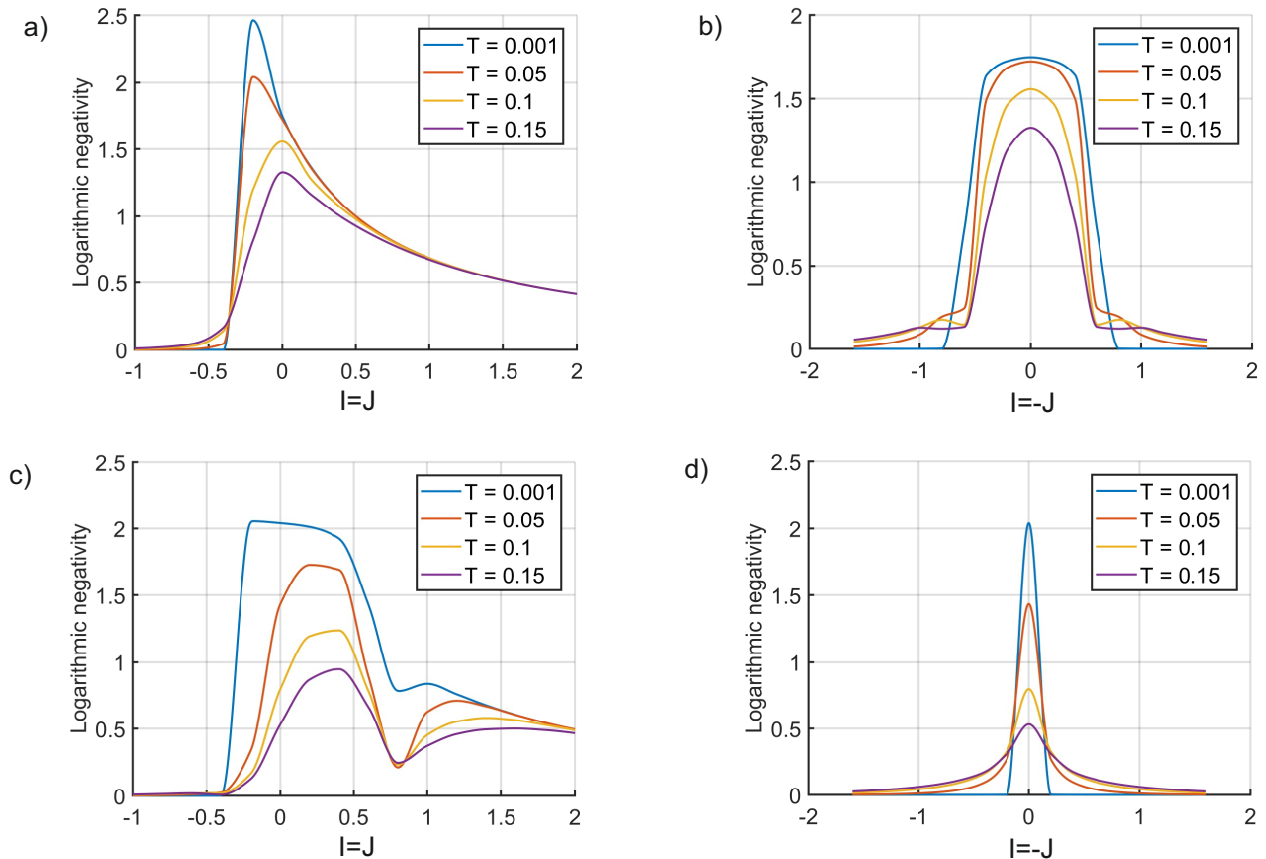 a)
Logarithmic negativity
2.5
2
1.5
1
0.5
0
-1
-0.5
0
0.5
1
1.5
2
I=J
T = 0.001
T = 0.05
T = 0.1
T = 0.15
b)
Logarithmic negativity
2
1.5
1
0.5
0
-2
-1
0
1
2
I=-J
T = 0.001
T = 0.05
T = 0.1
T = 0.15
c)
Logarithmic negativity
2.5
2
1.5
1
0.5
0
-1
-0.5
0
0.5
1
1.5
2
I=J
T = 0.001
T = 0.05
T = 0.1
T = 0.15
d)
Logarithmic negativity
2.5
2
1.5
1
0.5
0
-2
-1
0
1
2
I=-J
T = 0.001
T = 0.05
T = 0.1
T = 0.15